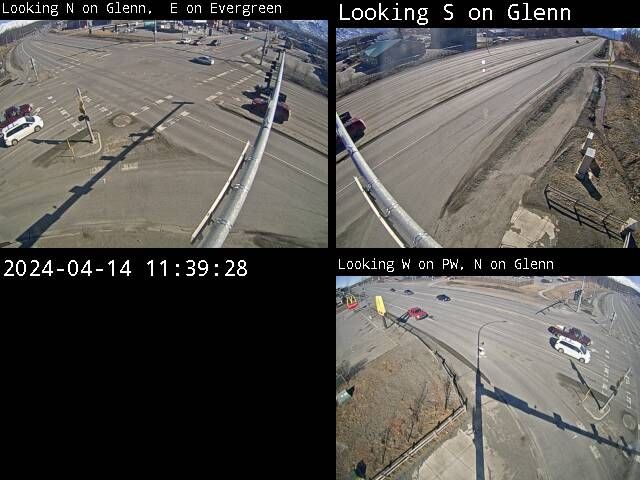 Looking N on Glenn, E on Evergreen
Looking S on Glenn
2024-04-14 11:39:28
Looking W on PW, N on Glenn